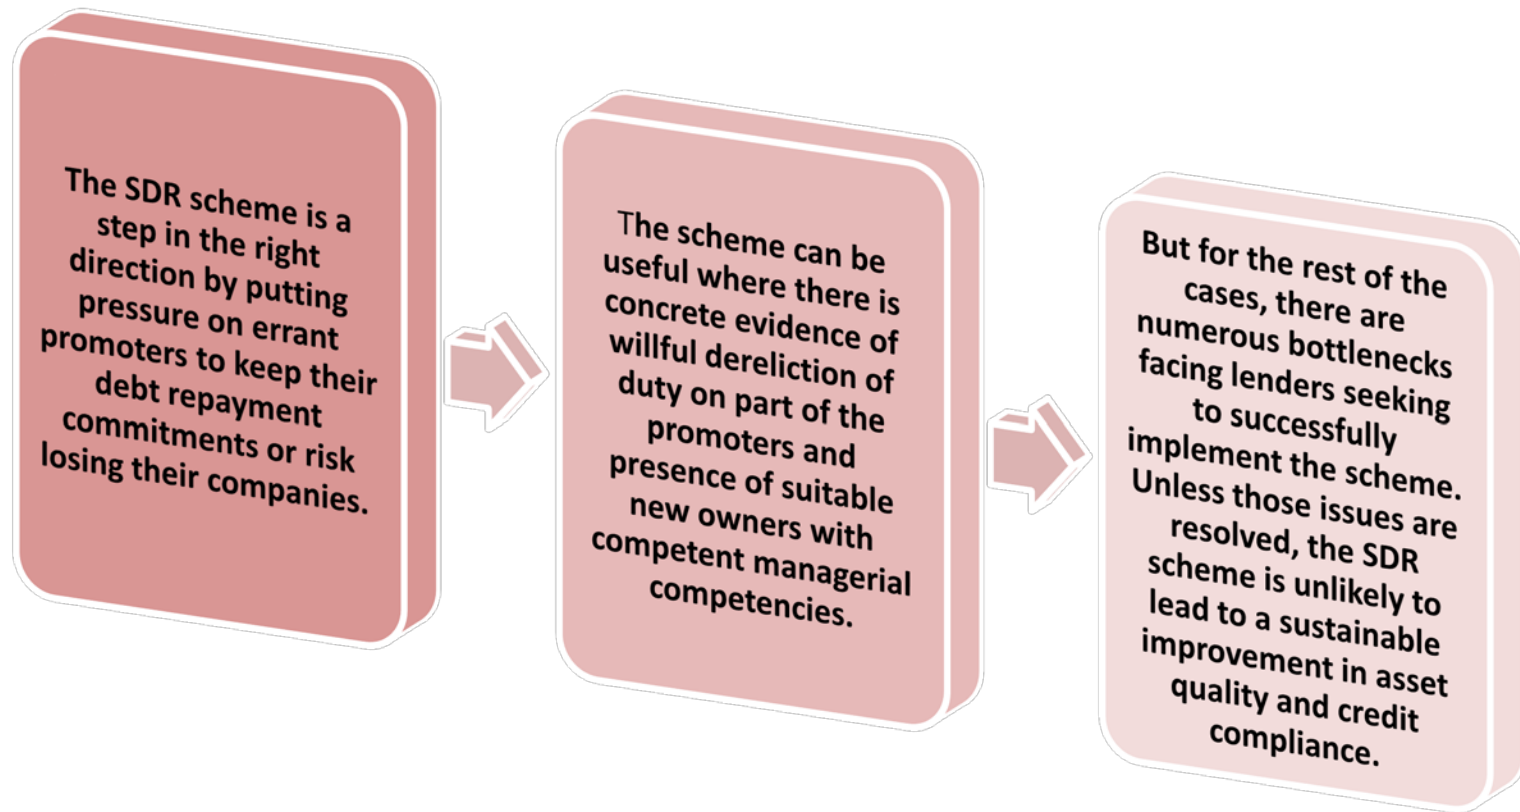 The SDR scheme is a
step in the right
direction by putting
pressure on errant
promoters to keep their
debt repayment
commitments or risk
losing their companies.
The scheme can be
useful where there is
concrete evidence of
willful dereliction of
duty on part of the
promoters and
presence of suitable
new owners with
competent managerial
competencies.
But for the rest of the
cases, there are
numerous bottlenecks
facing lenders seeking
to successfully
implement the scheme.
Unless those issues are
resolved, the SDR
scheme is unlikely to
lead to a sustainable
improvement in asset
quality and credit
compliance.